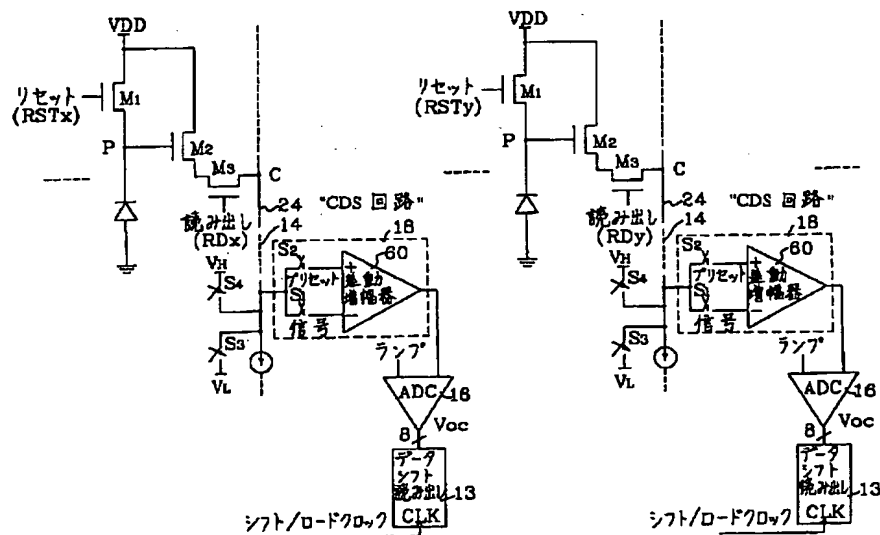 VDD
リセット
(RSTx)
M1
P
M2
M3
C
24
"CDS 回路"
読み出し
(RDx)
14
18
60
S2
VH
S4
プリセット
S1
差動
増幅器
+
−
信号
S3
VL
ランプ
ADC
16
Voc
8
データ
シフト
読み出し
13
CLK
シフト/ロードクロック
VDD
リセット
(RSTy)
M1
P
M2
M3
C
24
"CDS 回路"
読み出し
(RDy)
14
18
60
S2
VH
S4
プリセット
S1
差動
増幅器
+
−
信号
S3
VL
ランプ
ADC
16
Voc
8
データ
シフト
読み出し
13
CLK
シフト/ロードクロック